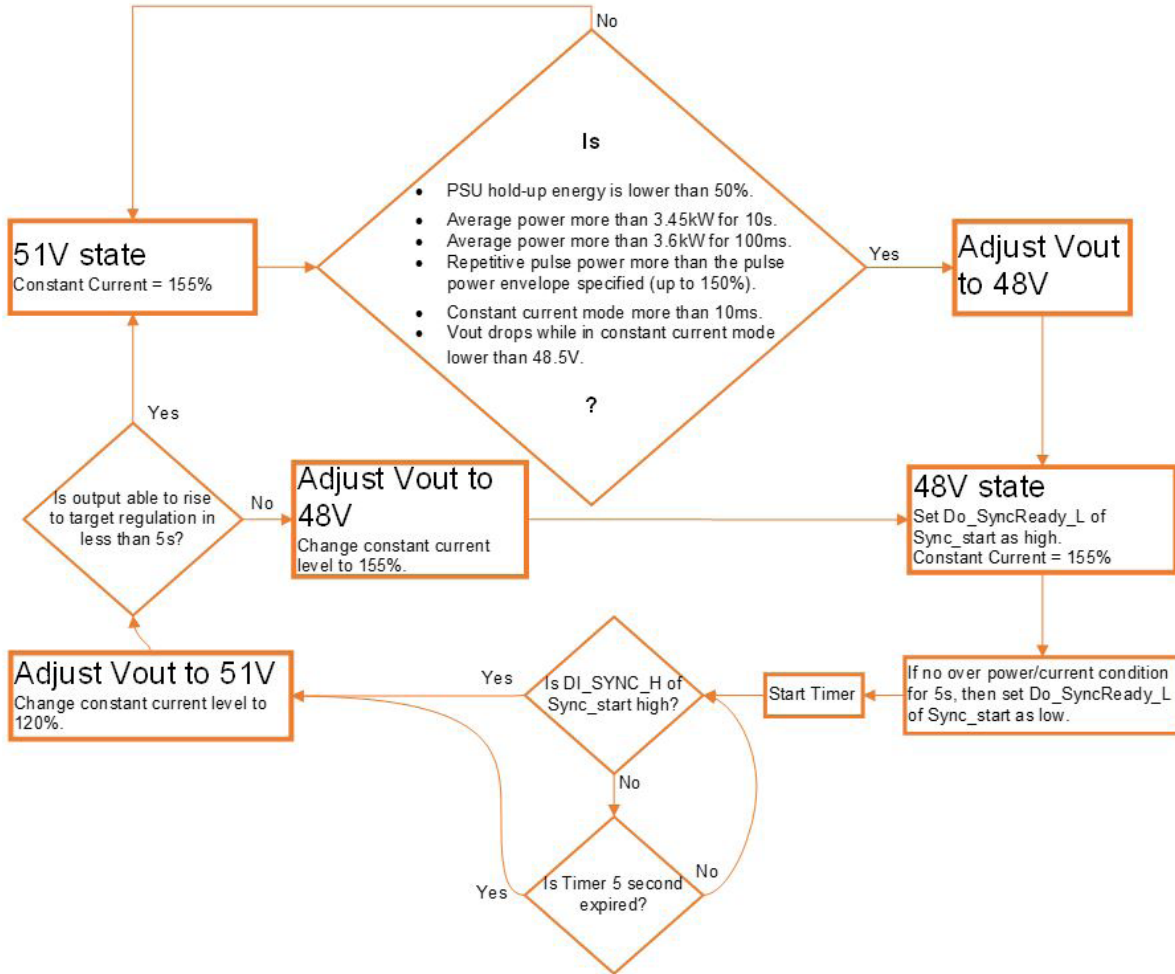 No
Is
• PSU hold-up energy is lower than 50%.
• Average power more than 3.45kW for 10s.
• Average power more than 3.6kW for 100ms.
• Repetitive pulse power more than the pulse
power envelope specified (up to 150%).
• Constant current mode more than 10ms.
• Vout drops while in constant current mode
lower than 48.5V.
?
51V state
Constant Current = 155%
Yes
Adjust Vout
to 48V
Yes
Is output able to rise
to target regulation in
less than 5s?
No
Adjust Vout to
48V
Change constant current
level to 155%.
48V state
Set Do_SyncReady_L of
Sync_start as high.
Constant Current = 155%
Adjust Vout to 51V
Change constant current level to
120%.
Yes
Is DI_SYNC_H of
Sync_start high?
Start Timer
If no over power/current condition
for 5s, then set Do_SyncReady_L
of Sync_start as low.
No
Yes
Is Timer 5 second
expired?
No